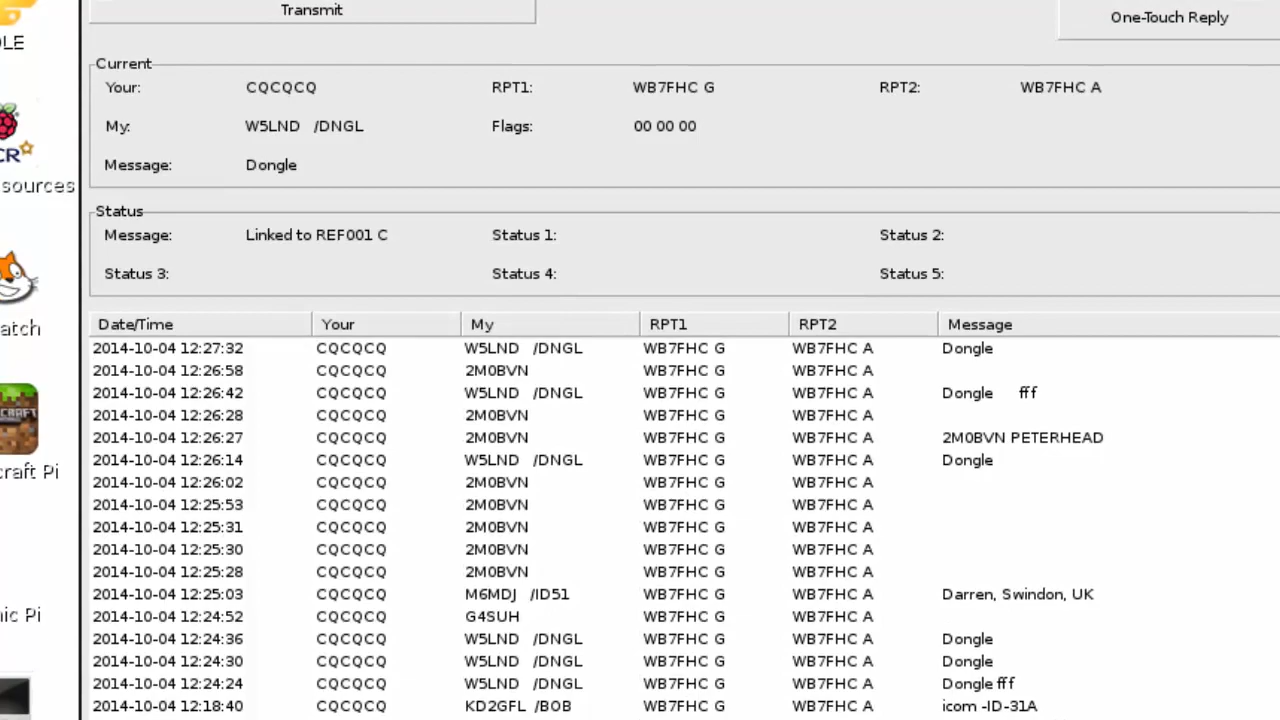 Transmit One-Touch Reply
LE
Current
Your: CQCQCQ RPT1: WB7FHC G RPT2: WB7FHC A
My: W5LND /DNGL Flags: 00 00 00
CR
Message: Dongle
sources
Status
Message: Linked to REF001 C Status 1: Status 2:
Status 3: Status 4: Status 5:
atch
Date/Time Your My RPT1 RPT2 Message
2014-10-04 12:27:32 CQCQCQ W5LND /DNGL WB7FHC G WB7FHC A Dongle
2014-10-04 12:26:58 CQCQCQ 2M0BVN WB7FHC G WB7FHC A
2014-10-04 12:26:42 CQCQCQ W5LND /DNGL WB7FHC G WB7FHC A Dongle fff
2014-10-04 12:26:28 CQCQCQ 2M0BVN WB7FHC G WB7FHC A
CRAFT
2014-10-04 12:26:27 CQCQCQ 2M0BVN WB7FHC G WB7FHC A 2M0BVN PETERHEAD
2014-10-04 12:26:14 CQCQCQ W5LND /DNGL WB7FHC G WB7FHC A Dongle
craft Pi
2014-10-04 12:26:02 CQCQCQ 2M0BVN WB7FHC G WB7FHC A
2014-10-04 12:25:53 CQCQCQ 2M0BVN WB7FHC G WB7FHC A
2014-10-04 12:25:31 CQCQCQ 2M0BVN WB7FHC G WB7FHC A
2014-10-04 12:25:30 CQCQCQ 2M0BVN WB7FHC G WB7FHC A
2014-10-04 12:25:28 CQCQCQ 2M0BVN WB7FHC G WB7FHC A
2014-10-04 12:25:03 CQCQCQ M6MDJ /ID51 WB7FHC G WB7FHC A Darren, Swindon, UK
2014-10-04 12:24:52 CQCQCQ G4SUH WB7FHC G WB7FHC A
nic Pi
2014-10-04 12:24:36 CQCQCQ W5LND /DNGL WB7FHC G WB7FHC A Dongle
2014-10-04 12:24:30 CQCQCQ W5LND /DNGL WB7FHC G WB7FHC A Dongle
2014-10-04 12:24:24 CQCQCQ W5LND /DNGL WB7FHC G WB7FHC A Dongle fff
2014-10-04 12:18:40 CQCQCQ KD2GFL /BOB WB7FHC G WB7FHC A icom -ID-31A